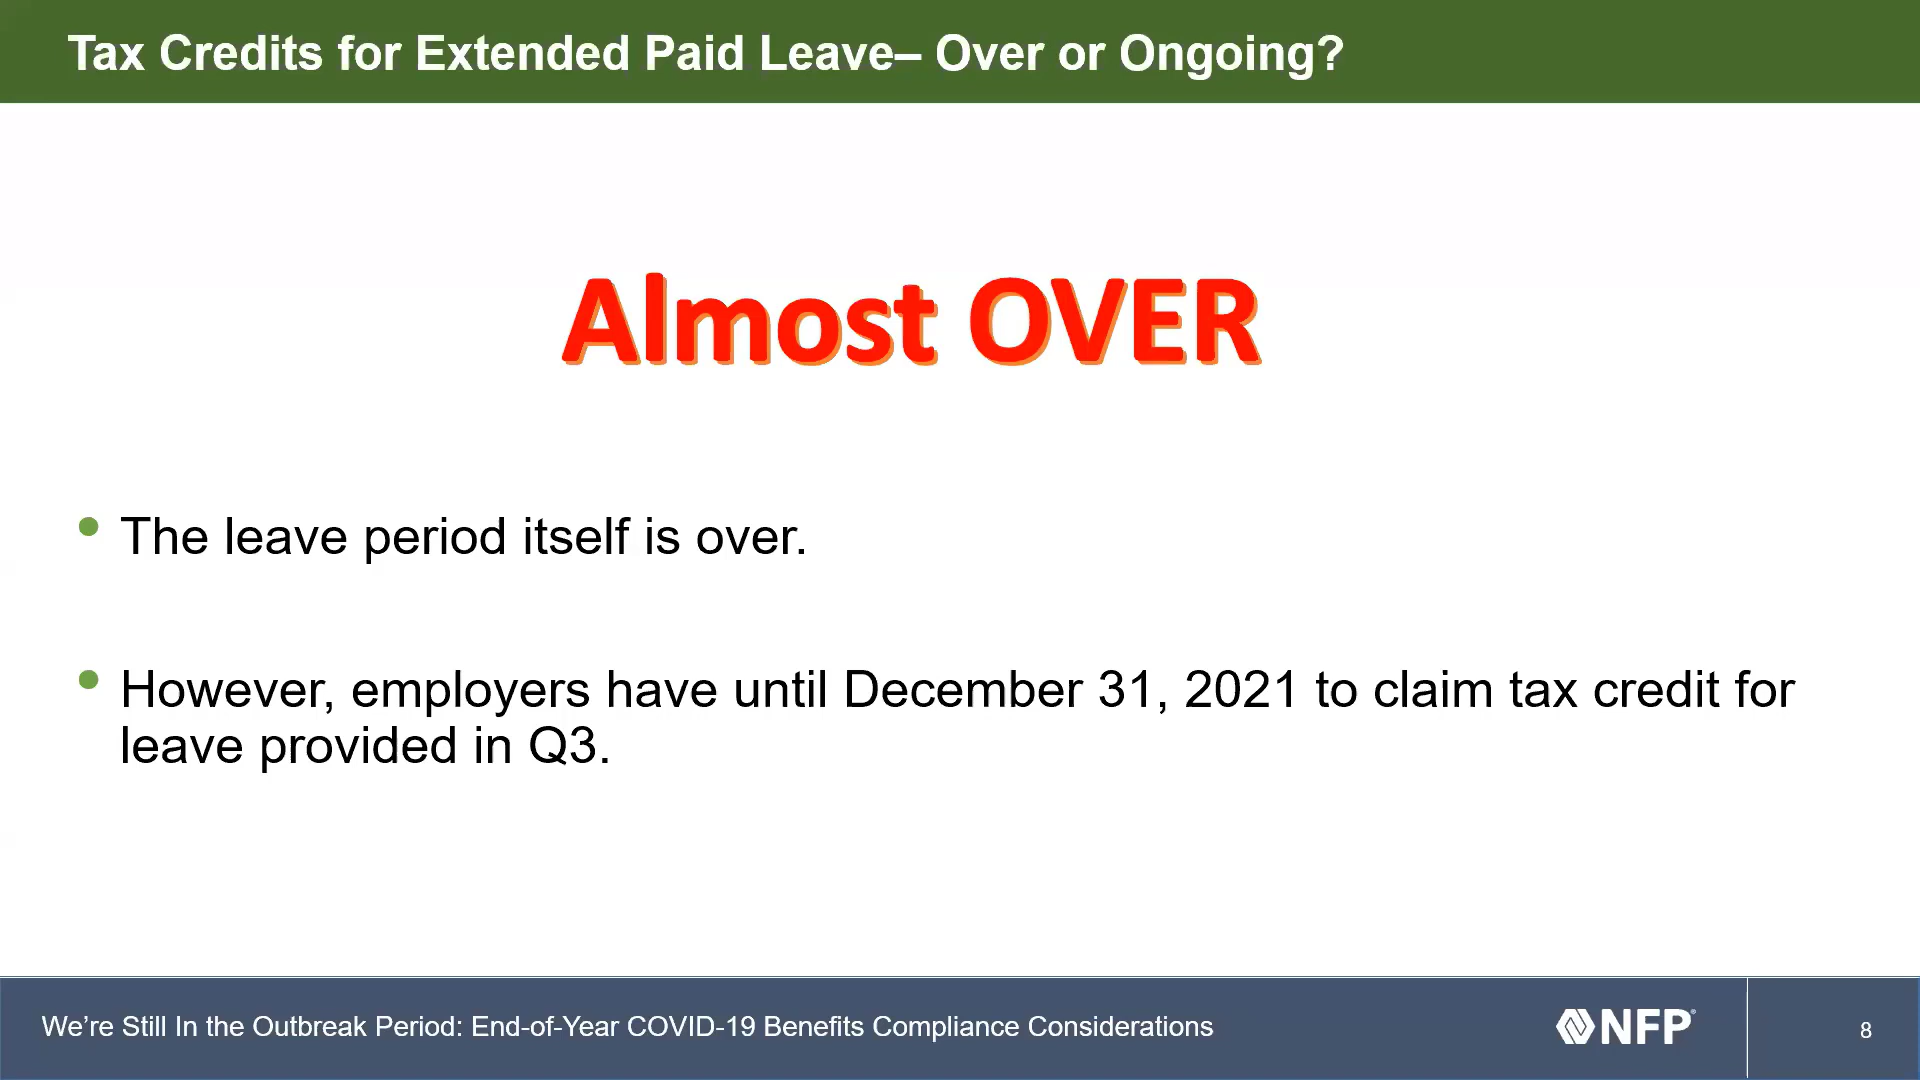 Tax Credits for Extended Paid Leave– Over or Ongoing?
Almost OVER
• The leave period itself is over.
• However, employers have until December 31, 2021 to claim tax credit for
leave provided in Q3.
We’re Still In the Outbreak Period: End-of-Year COVID-19 Benefits Compliance Considerations
NFP®
8